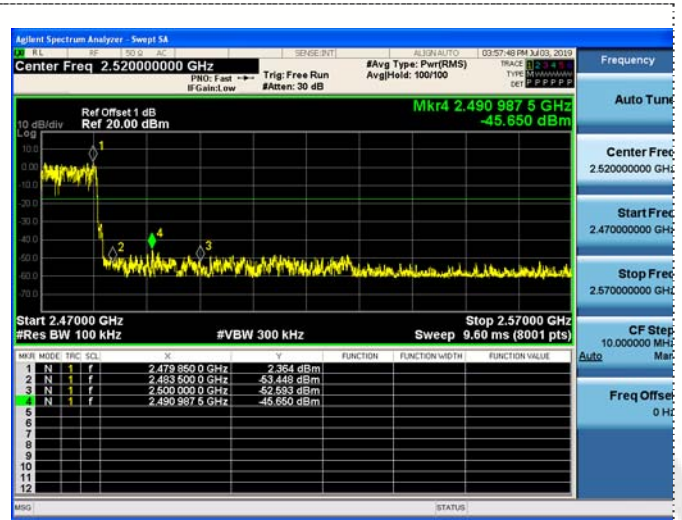 Agilent Spectrum Analyzer - Swept SA
RL RF 50 Ω AC SENSE:INT ALIGN AUTO 03:57:48 PM Jul 03, 2019
Center Freq 2.520000000 GHz
PNO: Fast
IFGain:Low
Trig: Free Run
#Atten: 30 dB
#Avg Type: Pwr(RMS)
Avg|Hold: 100/100
TRACE 1 2 3 4 5 6
TYPE M
DET P P P P P P
Frequency
Ref Offset 1 dB
10 dB/div Ref 20.00 dBm
Log
Mkr4 2.490 987 5 GHz
-45.650 dBm
10.0
0.00
-10.0
-20.0
-30.0
-40.0
-50.0
-60.0
-70.0
1
2
4
3
Start 2.47000 GHz
#Res BW 100 kHz
#VBW 300 kHz
Stop 2.57000 GHz
Sweep 9.60 ms (8001 pts)
MKR MODE TRC SCL X Y FUNCTION FUNCTION WIDTH FUNCTION VALUE
1 N 1 f 2.479 850 0 GHz 2.364 dBm
2 N 1 f 2.483 500 0 GHz -53.448 dBm
3 N 1 f 2.500 000 0 GHz -52.593 dBm
4 N 1 f 2.490 987 5 GHz -45.650 dBm
5
6
7
8
9
10
11
12
MSG STATUS
Auto Tune
Center Freq
2.520000000 GHz
Start Freq
2.470000000 GHz
Stop Freq
2.570000000 GHz
CF Step
10.000000 MHz
Auto Man
Freq Offset
0 Hz